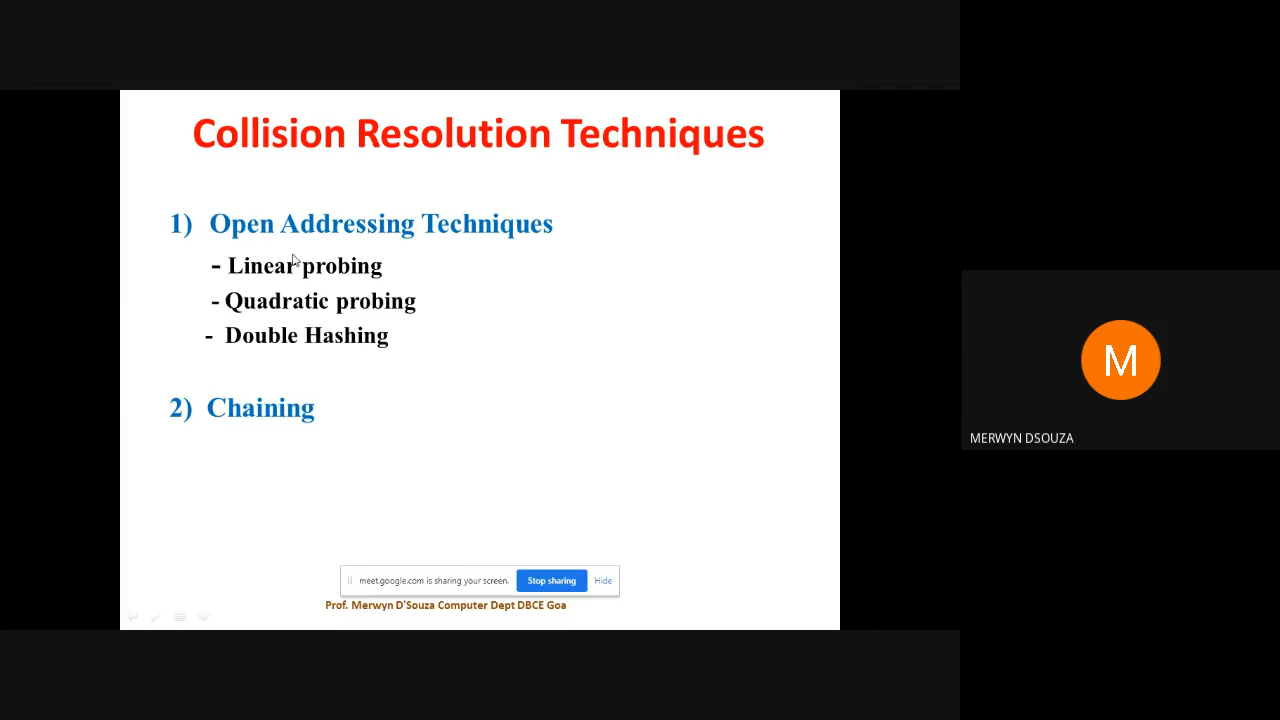 Collision Resolution Techniques
1) Open Addressing Techniques
- Linear probing
- Quadratic probing
- Double Hashing
2) Chaining
M
MERWYN DSOUZA
meet.google.com is sharing your screen. Stop sharing Hide
Prof. Merwyn D'Souza Computer Dept DBCE Goa